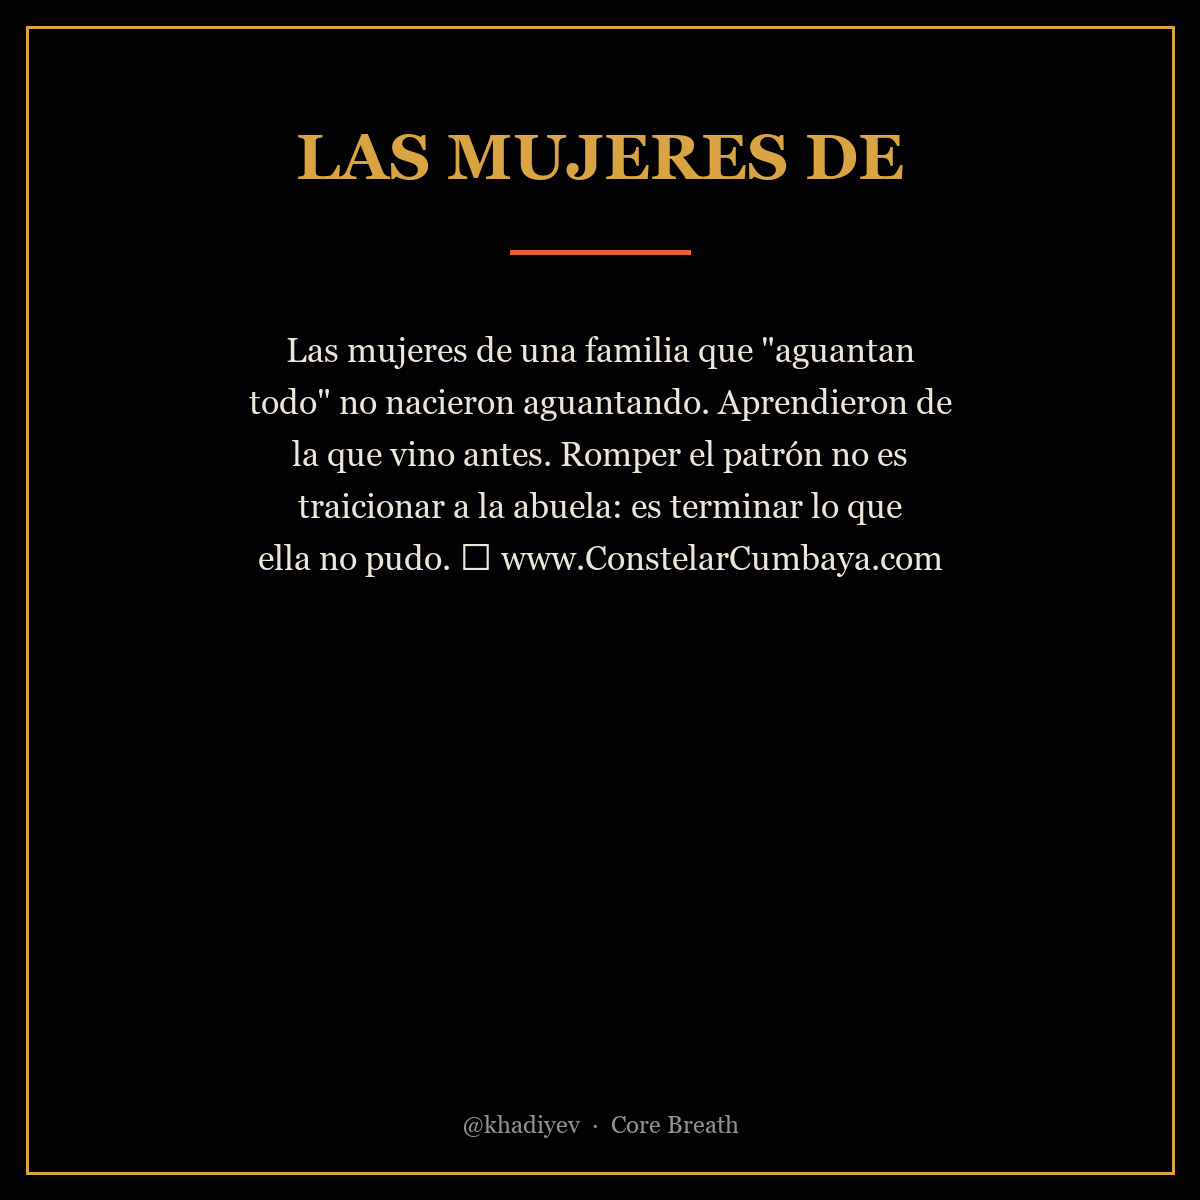 LAS MUJERES DE
Las mujeres de una familia que "aguantan
todo" no nacieron aguantando. Aprendieron de
la que vino antes. Romper el patrón no es
traicionar a la abuela: es terminar lo que
ella no pudo. □ www.ConstelarCumbaya.com
@khadiyev · Core Breath